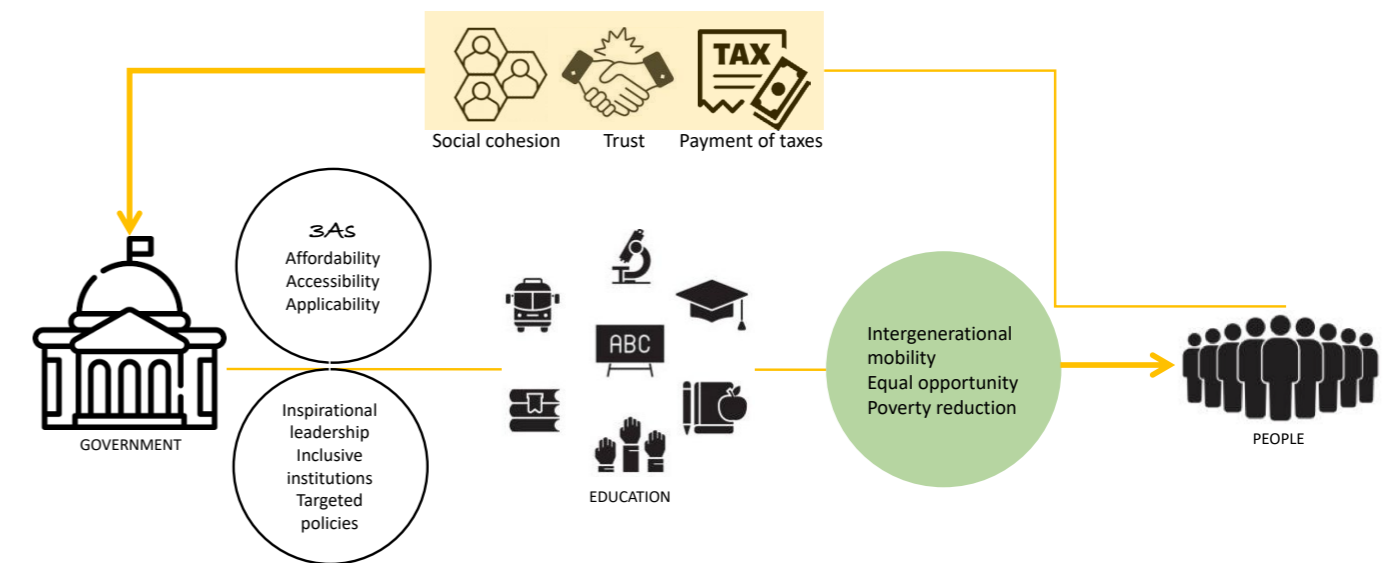 TAX
Social cohesion
Trust
Payment of taxes
3As
Affordability
Accessibility
Applicability
Inspirational
leadership
Inclusive
institutions
Targeted
policies
GOVERNMENT
ABC
EDUCATION
Intergenerational
mobility
Equal opportunity
Poverty reduction
PEOPLE